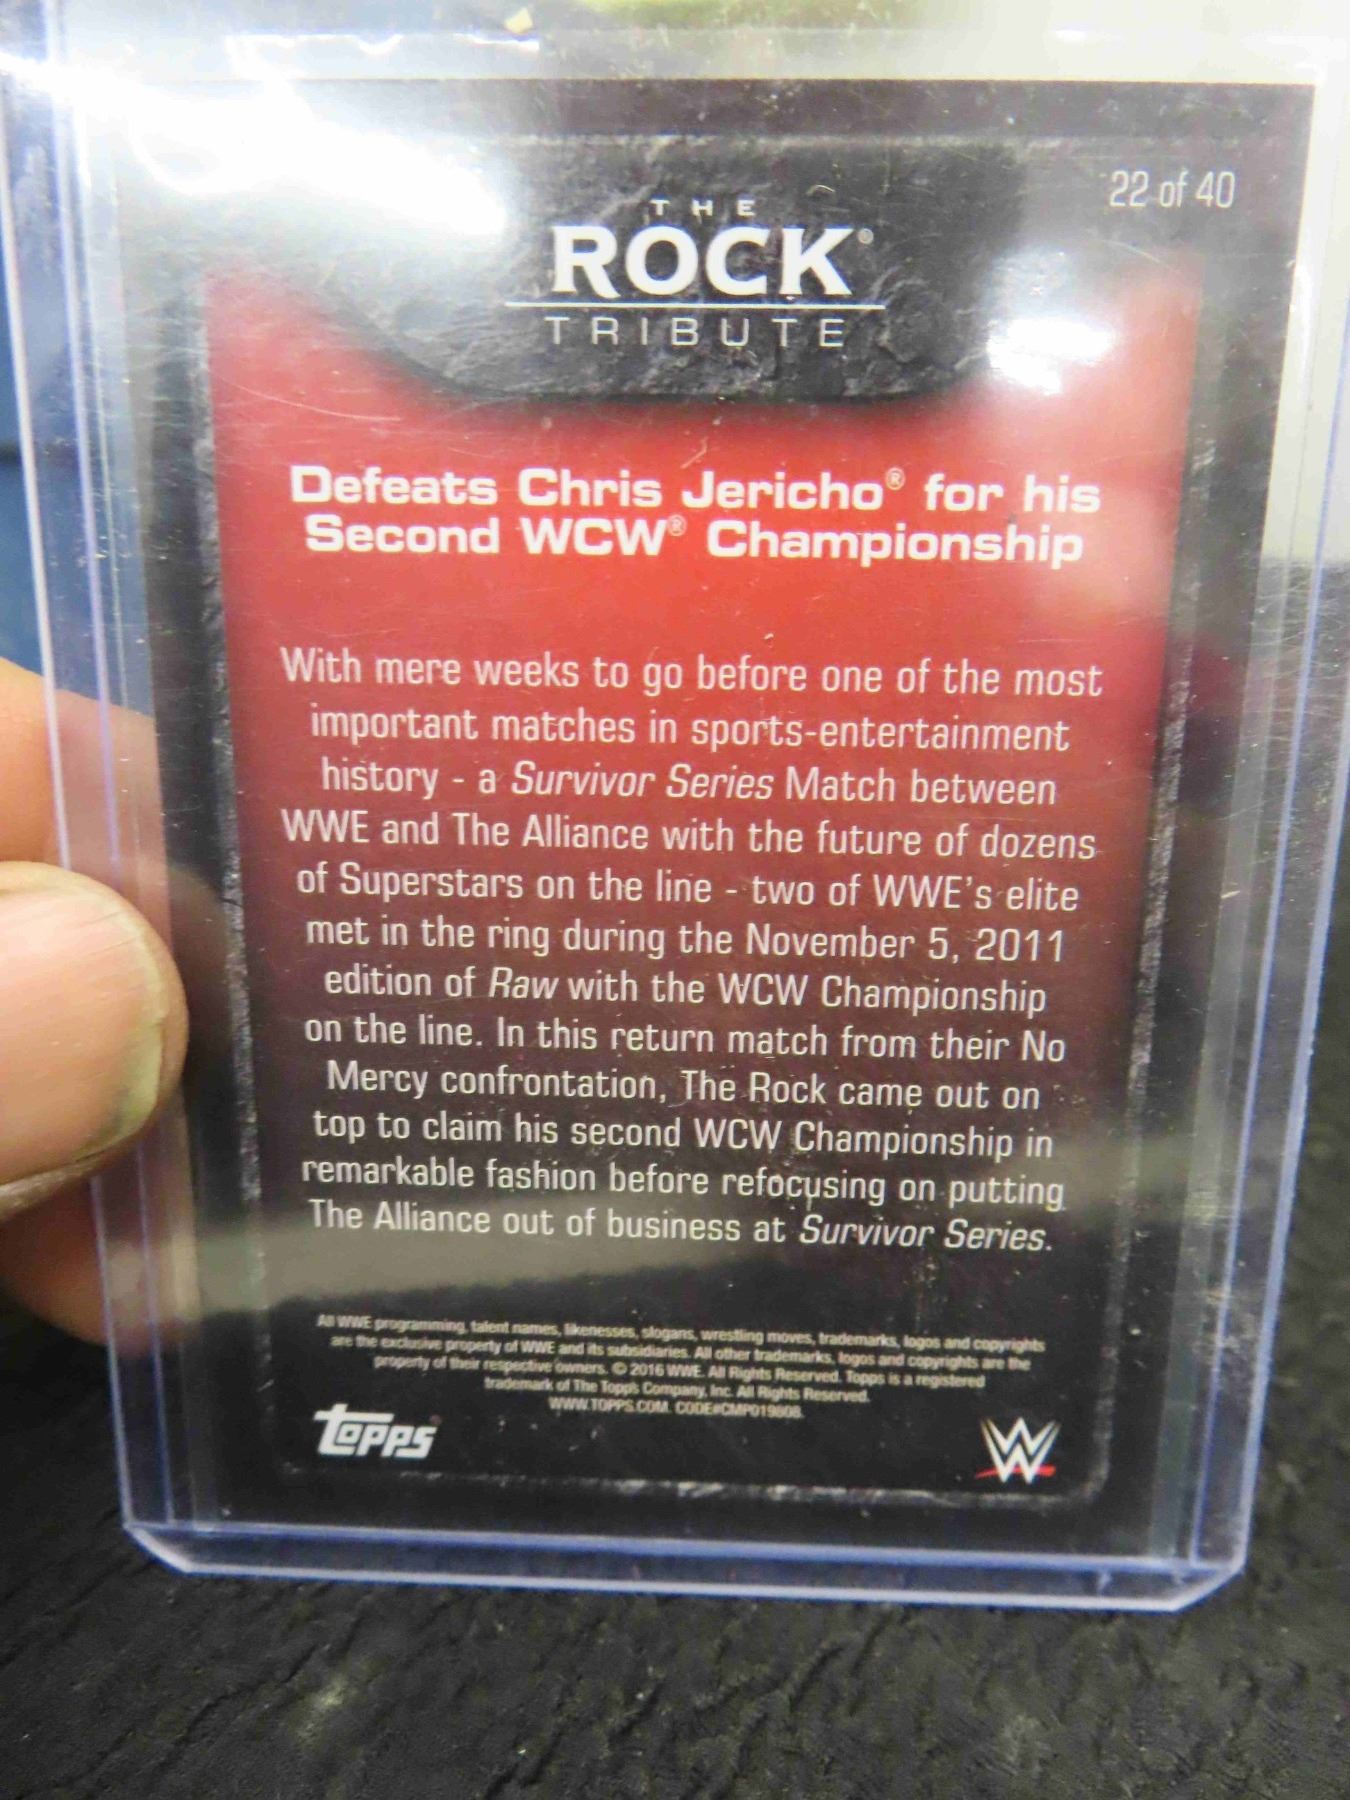 22 of 40
THE
ROCK®
TRIBUTE
Defeats Chris Jericho® for his
Second WCW® Championship
With mere weeks to go before one of the most
important matches in sports-entertainment
history - a Survivor Series Match between
WWE and The Alliance with the future of dozens
of Superstars on the line - two of WWE's elite
met in the ring during the November 5, 2011
edition of Raw with the WCW Championship
on the line. In this return match from their No
Mercy confrontation, The Rock came out on
top to claim his second WCW Championship in
remarkable fashion before refocusing on putting
The Alliance out of business at Survivor Series.
All WWE programming, talent names, likenesses, slogans, wrestling moves, trademarks, logos and copyrights
are the exclusive property of WWE and its subsidiaries. All other trademarks, logos and copyrights are the
property of their respective owners. © 2016 WWE. All Rights Reserved. Topps is a registered
trademark of The Topps Company, Inc. All Rights Reserved.
WWW.TOPPS.COM. CODE#CMP019808.
Topps
W